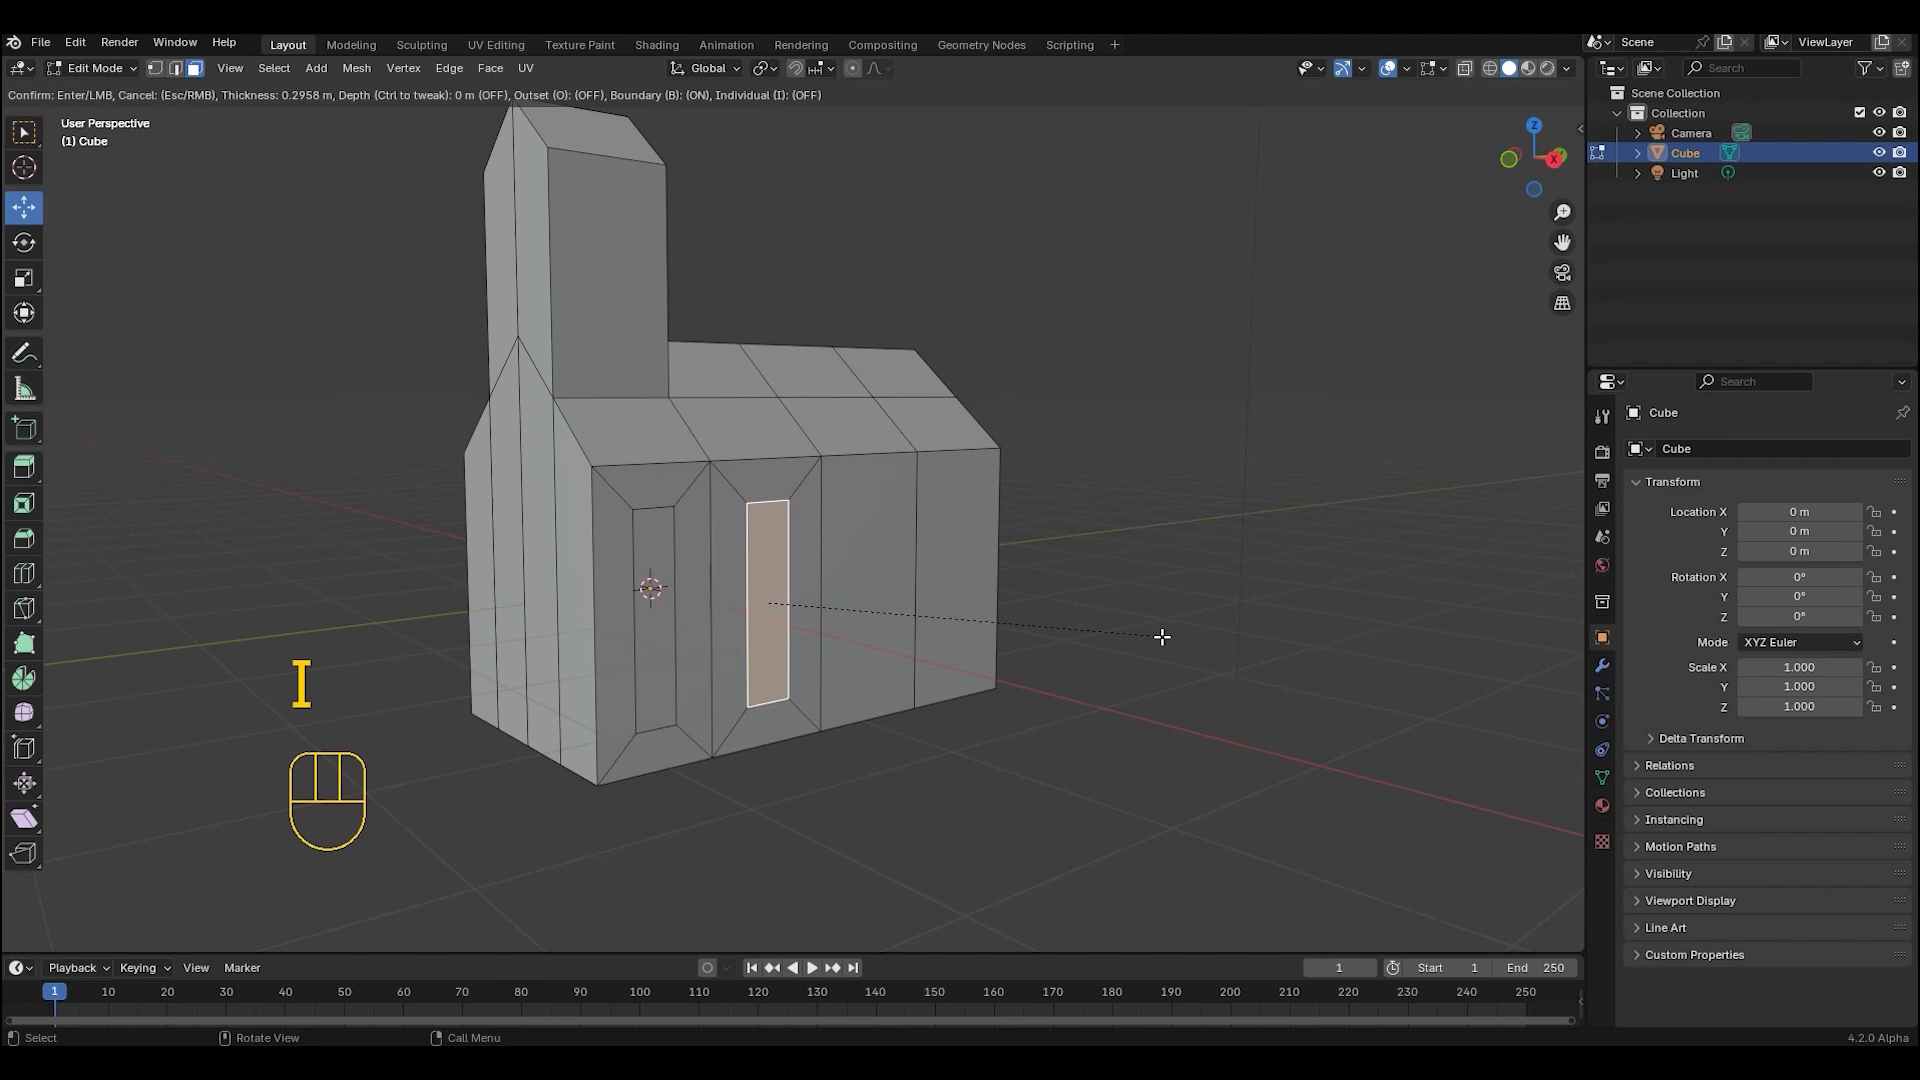 File Edit Render Window Help Layout Modeling Sculpting UV Editing Texture Paint Shading Animation Rendering Compositing Geometry Nodes Scripting + Scene ViewLayer
Edit Mode View Select Add Mesh Vertex Edge Face UV Global Search
Confirm: Enter/LMB, Cancel: (Esc/RMB), Thickness: 0.2958 m, Depth (Ctrl to tweak): 0 m (OFF), Outset (O): (OFF), Boundary (B): (ON), Individual (I): (OFF)
User Perspective
(1) Cube
Z
X
Scene Collection
Collection
Camera
Cube
Light
I
Search
Cube
Cube
Transform
Location X 0 m
Y 0 m
Z 0 m
Rotation X 0°
Y 0°
Z 0°
Mode XYZ Euler
Scale X 1.000
Y 1.000
Z 1.000
Delta Transform
Relations
Collections
Instancing
Motion Paths
Visibility
Viewport Display
Line Art
Custom Properties
Playback Keying View Marker 1 Start 1 End 250
1 10 20 30 40 50 60 70 80 90 100 110 120 130 140 150 160 170 180 190 200 210 220 230 240 250
Select Rotate View Call Menu 4.2.0 Alpha